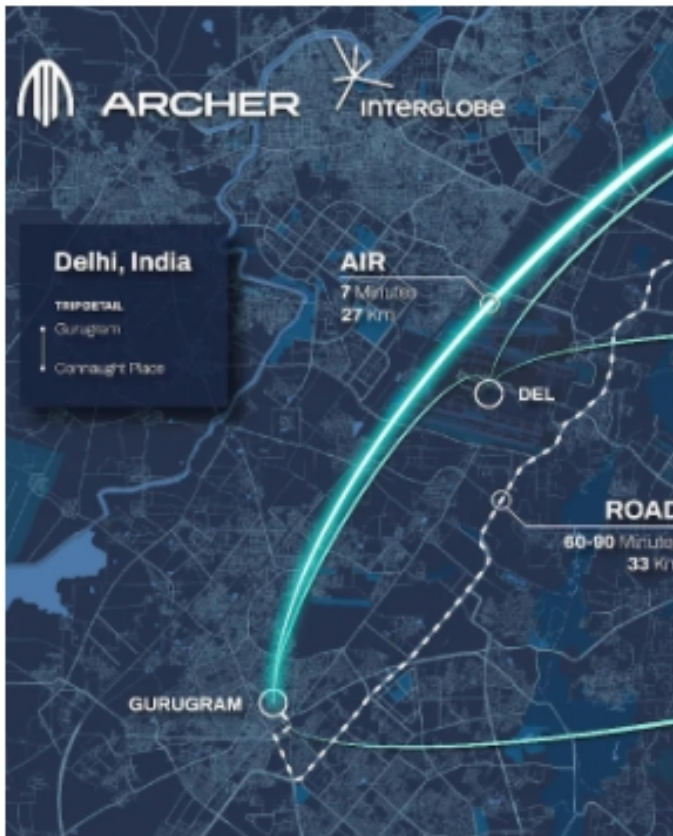 ARCHER
INTERGLOBE
Delhi, India
TRIP DETAIL
Gurugram
Connaught Place
AIR
7 Minutes
27 Km
DEL
ROAD
60-90 Minutes
33 Km
GURUGRAM